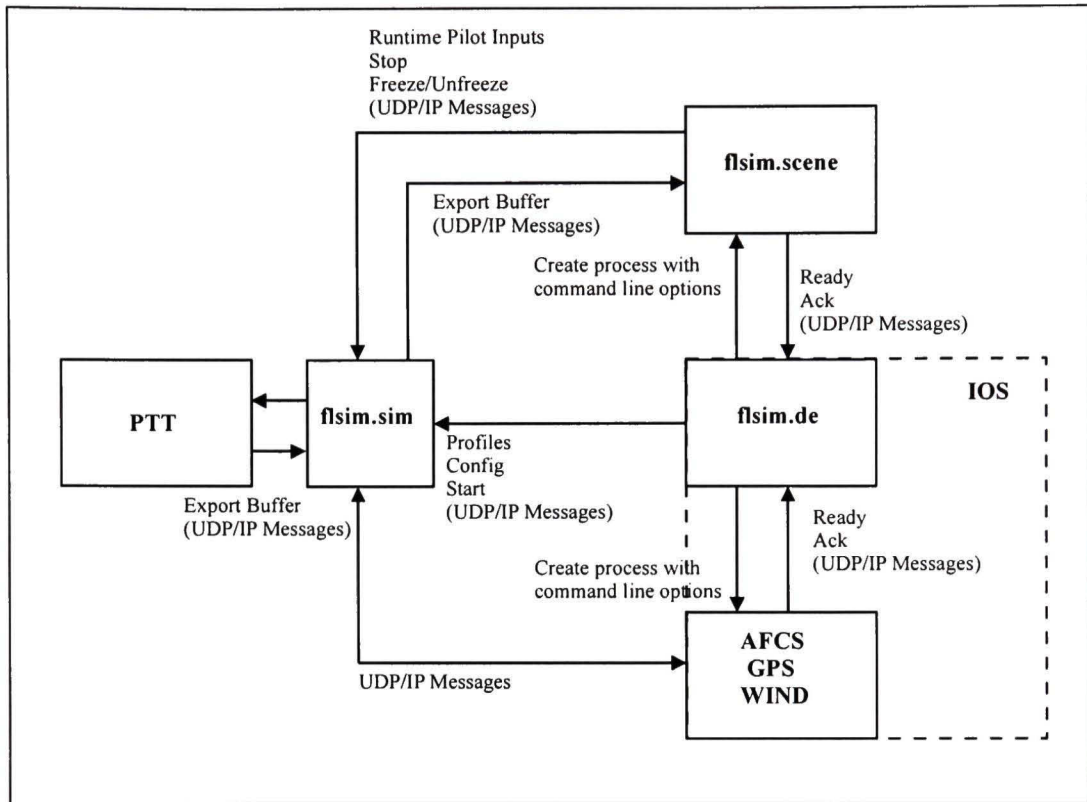 Runtime Pilot Inputs
Stop
Freeze/Unfreeze
(UDP/IP Messages)
flsim.scene
Export Buffer
(UDP/IP Messages)
Create process with
command line options
Ready
Ack
(UDP/IP Messages)
PTT
flsim.sim
flsim.de
IOS
Profiles
Config
Start
(UDP/IP Messages)
Export Buffer
(UDP/IP Messages)
Ready
Ack
(UDP/IP Messages)
Create process with
command line options
AFCS
GPS
WIND
UDP/IP Messages